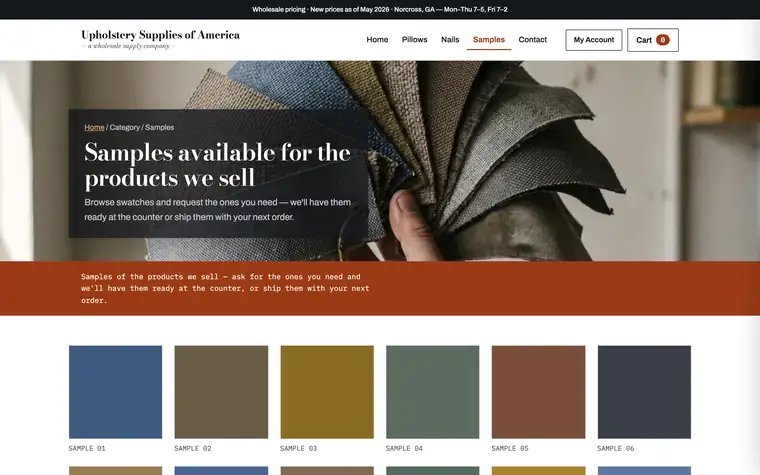 Wholesale pricing · New prices as of May 2026 · Norcross, GA — Mon–Thu 7–5, Fri 7–2
Upholstery Supplies of America
— a wholesale supply company —
Home Pillows Nails Samples Contact My Account Cart 0
Home / Category / Samples
Samples available for the
products we sell
Browse swatches and request the ones you need — we'll have them
ready at the counter or ship them with your next order.
Samples of the products we sell — ask for the ones you need and
we'll have them ready at the counter, or ship them with your next
order.
SAMPLE 01 SAMPLE 02 SAMPLE 03 SAMPLE 04 SAMPLE 05 SAMPLE 06